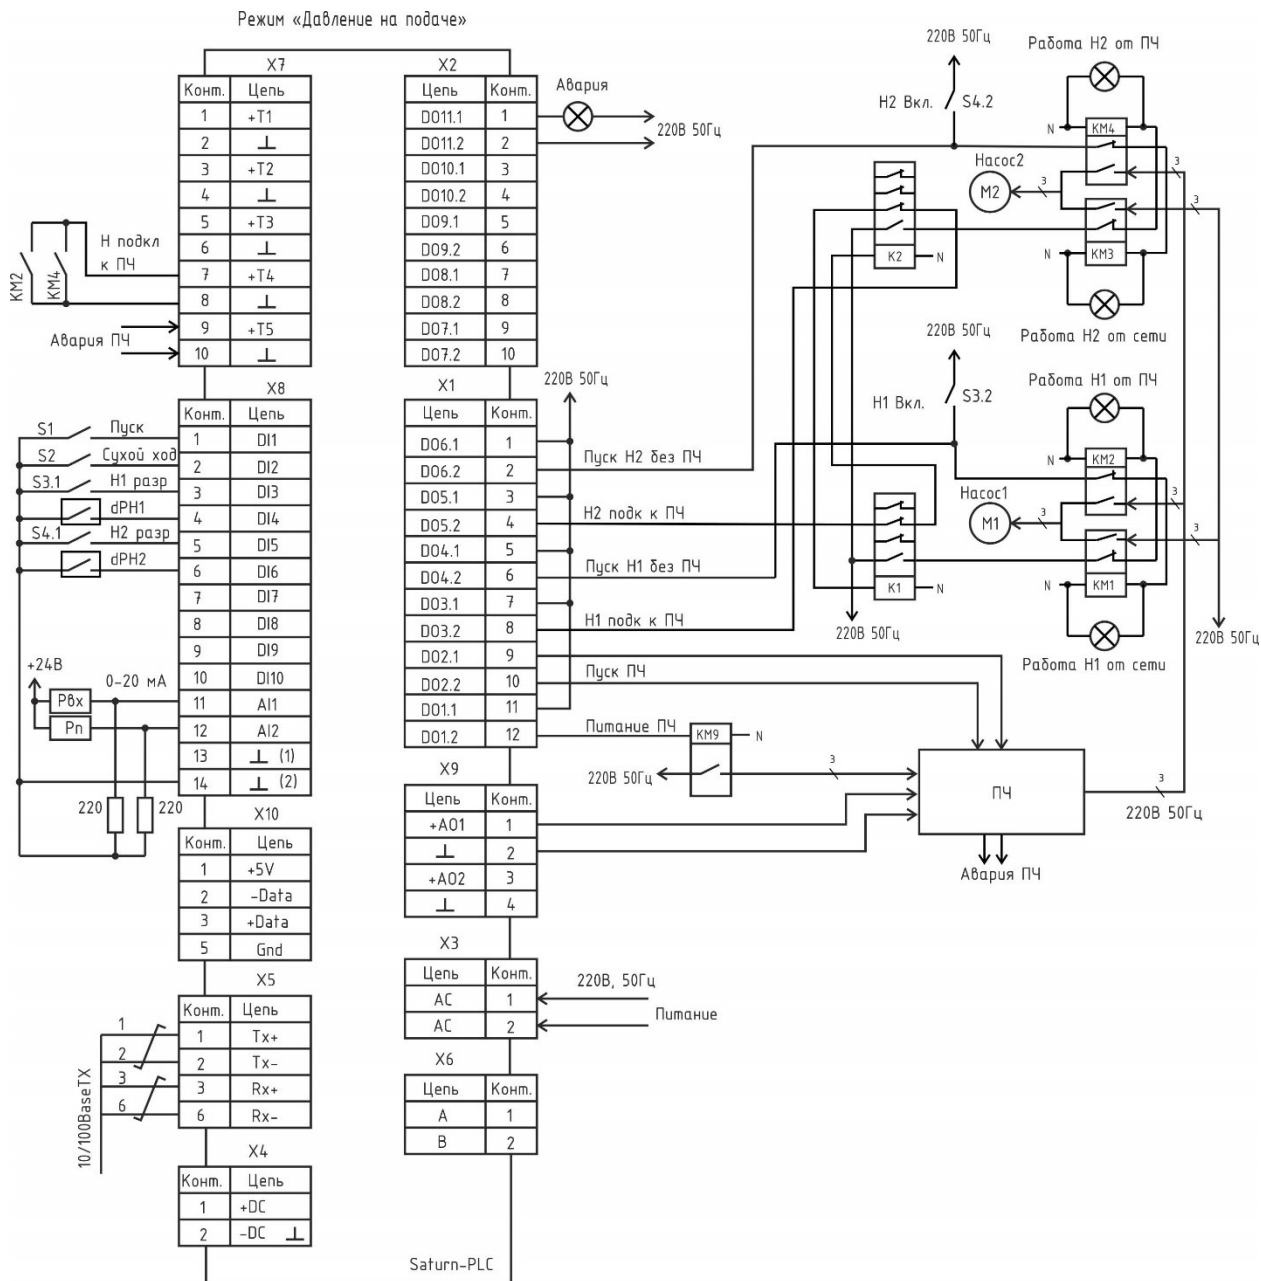 Режим «Давление на подаче»
X7
Конт. Цепь
1 +T1
2 ⊥
3 +T2
4 ⊥
5 +T3
6 ⊥
7 +T4
8 ⊥
9 +T5
10 ⊥
KM2
KM4
Н подкл
к ПЧ
Авария ПЧ
X8
Конт. Цепь
1 DI1
2 DI2
3 DI3
4 DI4
5 DI5
6 DI6
7 DI7
8 DI8
9 DI9
10 DI10
11 AI1
12 AI2
13 ⊥ (1)
14 ⊥ (2)
S1 Пуск
S2 Сухой ход
S3.1 Н1 разр
dPH1
S4.1 Н2 разр
dPH2
+24В
0-20 мА
Рвх
Рп
220 220
X10
Конт. Цепь
1 +5V
2 -Data
3 +Data
5 Gnd
X5
Конт. Цепь
1 Tx+
2 Tx-
3 Rx+
6 Rx-
1
2
3
6
10/100BaseTX
X4
Конт. Цепь
1 +DC
2 -DC ⊥
X2
Цепь Конт.
DO11.1 1
DO11.2 2
DO10.1 3
DO10.2 4
DO9.1 5
DO9.2 6
DO8.1 7
DO8.2 8
DO7.1 9
DO7.2 10
Авария
220В 50Гц
X1
Цепь Конт.
DO6.1 1
DO6.2 2
DO5.1 3
DO5.2 4
DO4.1 5
DO4.2 6
DO3.1 7
DO3.2 8
DO2.1 9
DO2.2 10
DO1.1 11
DO1.2 12
220В 50Гц
Пуск Н2 без ПЧ
Н2 подк к ПЧ
Пуск Н1 без ПЧ
Н1 подк к ПЧ
Пуск ПЧ
Питание ПЧ
KM9
N
220В 50Гц
3
X9
Цепь Конт.
+AO1 1
⊥ 2
+AO2 3
⊥ 4
X3
Цепь Конт.
AC 1
AC 2
220В, 50Гц
Питание
X6
Цепь Конт.
A 1
B 2
Saturn-PLC
220В 50Гц
Н2 Вкл. S4.2
Работа Н2 от ПЧ
N KM4
3
Насос2
M2
3
3
N KM3
Работа Н2 от сети
K2 N
220В 50Гц
Н1 Вкл. S3.2
Работа Н1 от ПЧ
N KM2
3
Насос1
M1
3
3
N KM1
Работа Н1 от сети
K1 N
220В 50Гц
220В 50Гц
ПЧ
3
220В 50Гц
Авария ПЧ